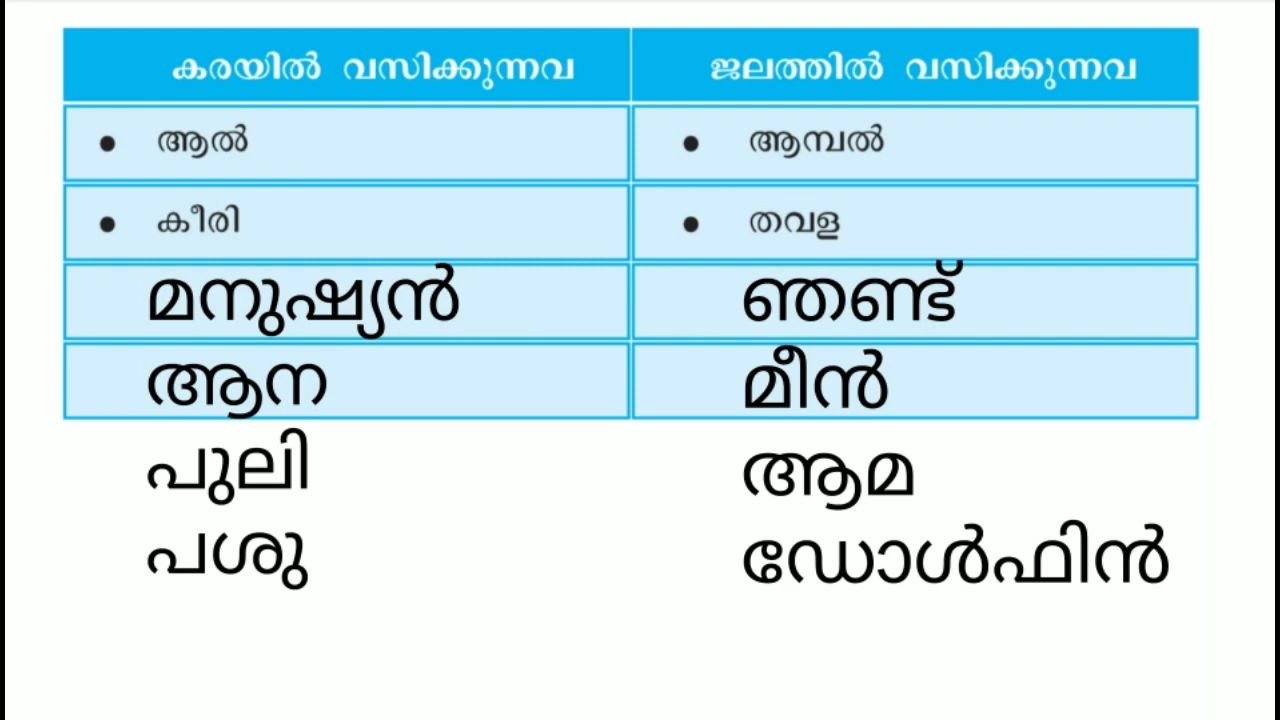 കരയിൽ വസിക്കുന്നവ ജലത്തിൽ വസിക്കുന്നവ
• ആൽ • ആമ്പൽ
• കീരി • തവള
മനുഷ്യൻ ഞണ്ട്
ആന മീൻ
പുലി ആമ
പശു ഡോൾഫിൻ